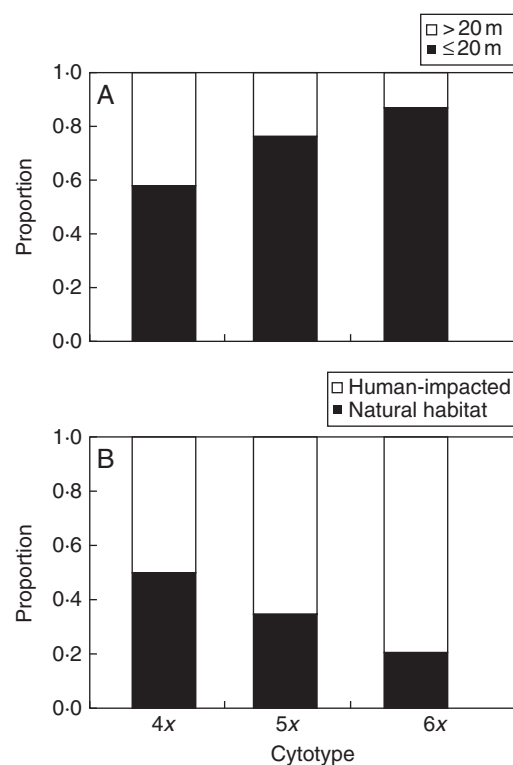 > 20 m
≤ 20 m
A
1·0
0·8
0·6
0·4
0·2
0·0
Proportion
Human-impacted
Natural habitat
B
1·0
0·8
0·6
0·4
0·2
0·0
Proportion
4x 5x 6x
Cytotype